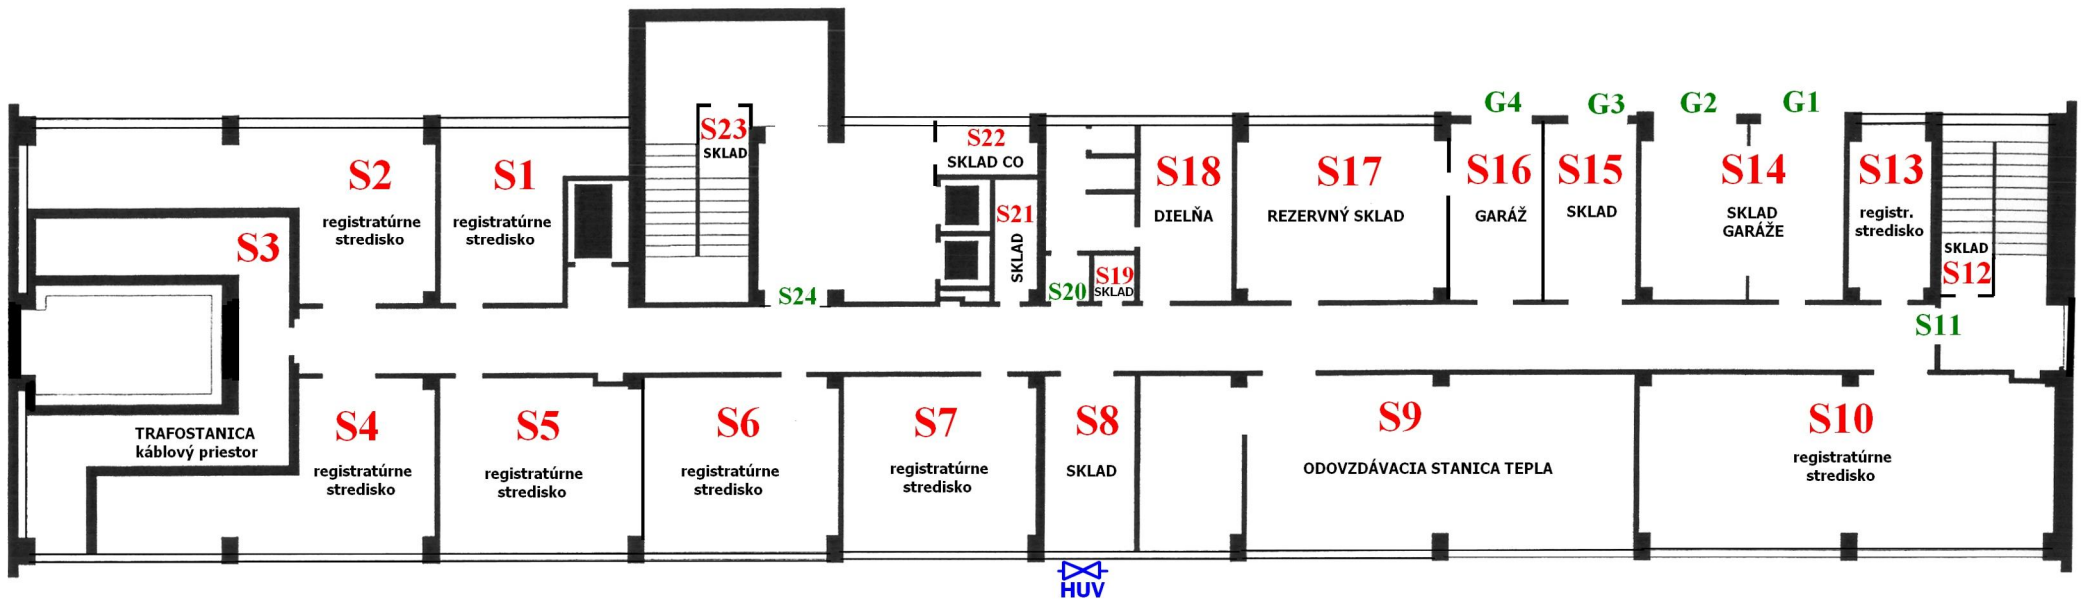 G4
G3
G2
G1
S23
SKLAD
S22
SKLAD CO
S2
registratúrne
stredisko
S1
registratúrne
stredisko
S21
SKLAD
S18
DIELŇA
S17
REZERVNÝ SKLAD
S16
GARÁŽ
S15
SKLAD
S14
SKLAD
GARÁŽE
S13
registr.
stredisko
SKLAD
S12
S3
S24
S20
S19
SKLAD
S11
TRAFOSTANICA
káblový priestor
S4
registratúrne
stredisko
S5
registratúrne
stredisko
S6
registratúrne
stredisko
S7
registratúrne
stredisko
S8
SKLAD
S9
ODOVZDÁVACIA STANICA TEPLA
S10
registratúrne
stredisko
HUV